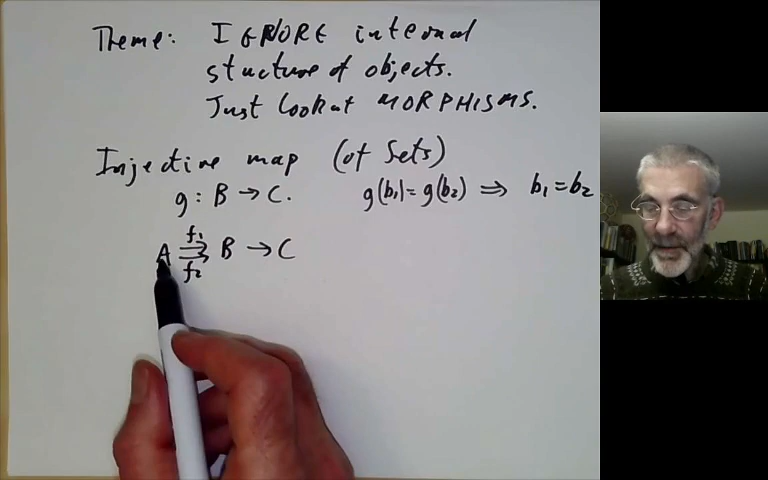 Theme: IGNORE internal
structure of objects.
Just look at MORPHISMS.
Injective map (of Sets)
g: B → C. g(b₁) = g(b₂) ⟹ b₁ = b₂
f₁
A ⇉ B → C
f₂